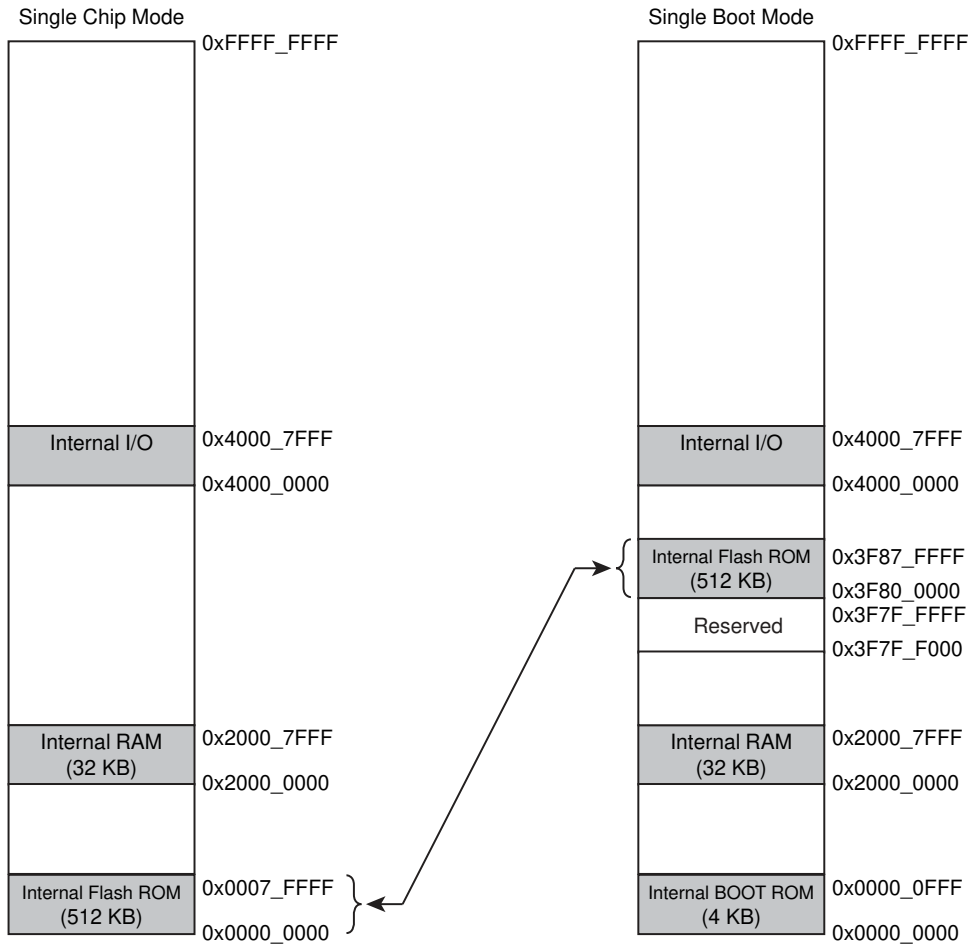 Single Chip Mode
0xFFFF_FFFF
Internal I/O
0x4000_7FFF
0x4000_0000
Internal RAM
(32 KB)
0x2000_7FFF
0x2000_0000
Internal Flash ROM
(512 KB)
0x0007_FFFF
0x0000_0000
Single Boot Mode
0xFFFF_FFFF
Internal I/O
0x4000_7FFF
0x4000_0000
Internal Flash ROM
(512 KB)
0x3F87_FFFF
0x3F80_0000
Reserved
0x3F7F_FFFF
0x3F7F_F000
Internal RAM
(32 KB)
0x2000_7FFF
0x2000_0000
Internal BOOT ROM
(4 KB)
0x0000_0FFF
0x0000_0000